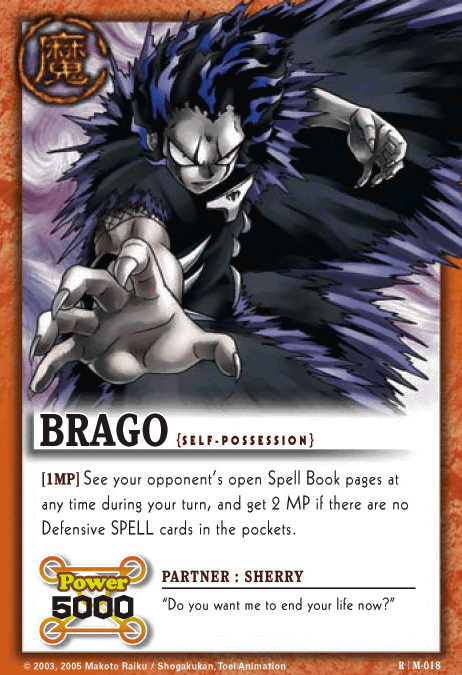 魔
BRAGO {SELF-POSSESSION}
[1MP] See your opponent's open Spell Book pages at
any time during your turn, and get 2 MP if there are no
Defensive SPELL cards in the pockets.
Power
5000
PARTNER : SHERRY
"Do you want me to end your life now?"
© 2003, 2005 Makoto Raiku / Shogakukan, Toei Animation
R | M-018